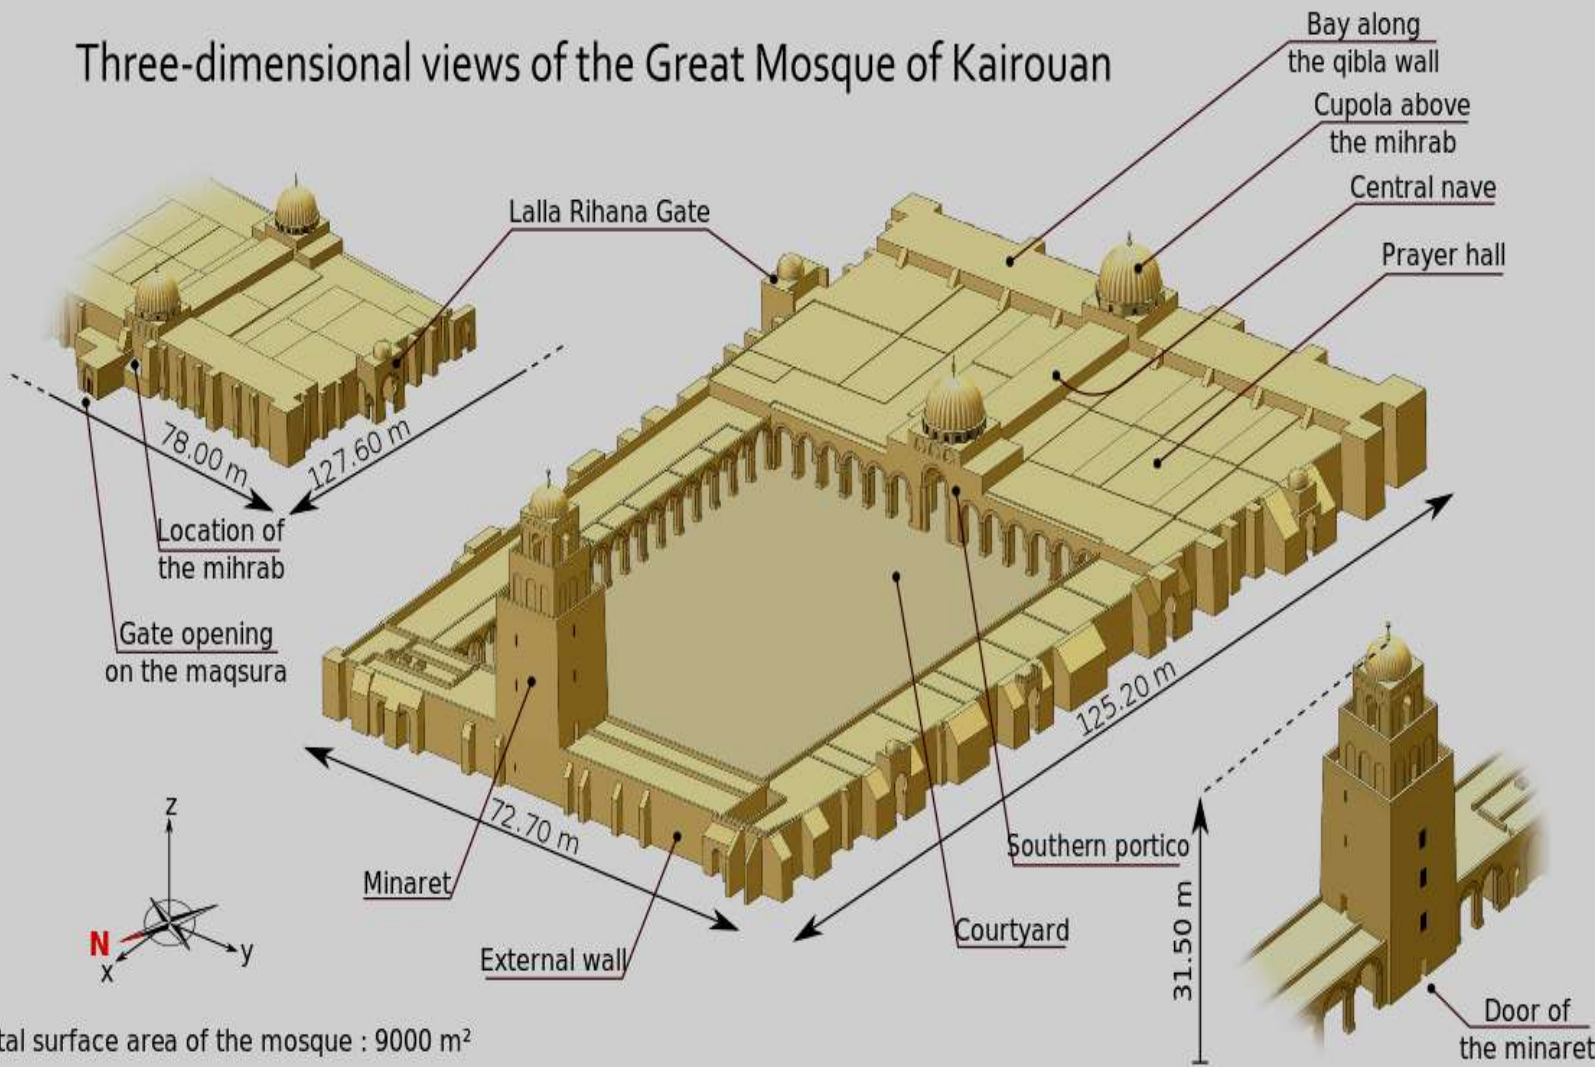 Three-dimensional views of the Great Mosque of Kairouan
Bay along
the qibla wall
Cupola above
the mihrab
Central nave
Prayer hall
Lalla Rihana Gate
78.00 m
127.60 m
Location of
the mihrab
Gate opening
on the maqsura
125.20 m
72.70 m
Minaret
External wall
Southern portico
Courtyard
31.50 m
Door of
the minaret
z
N
x
y
tal surface area of the mosque : 9000 m²